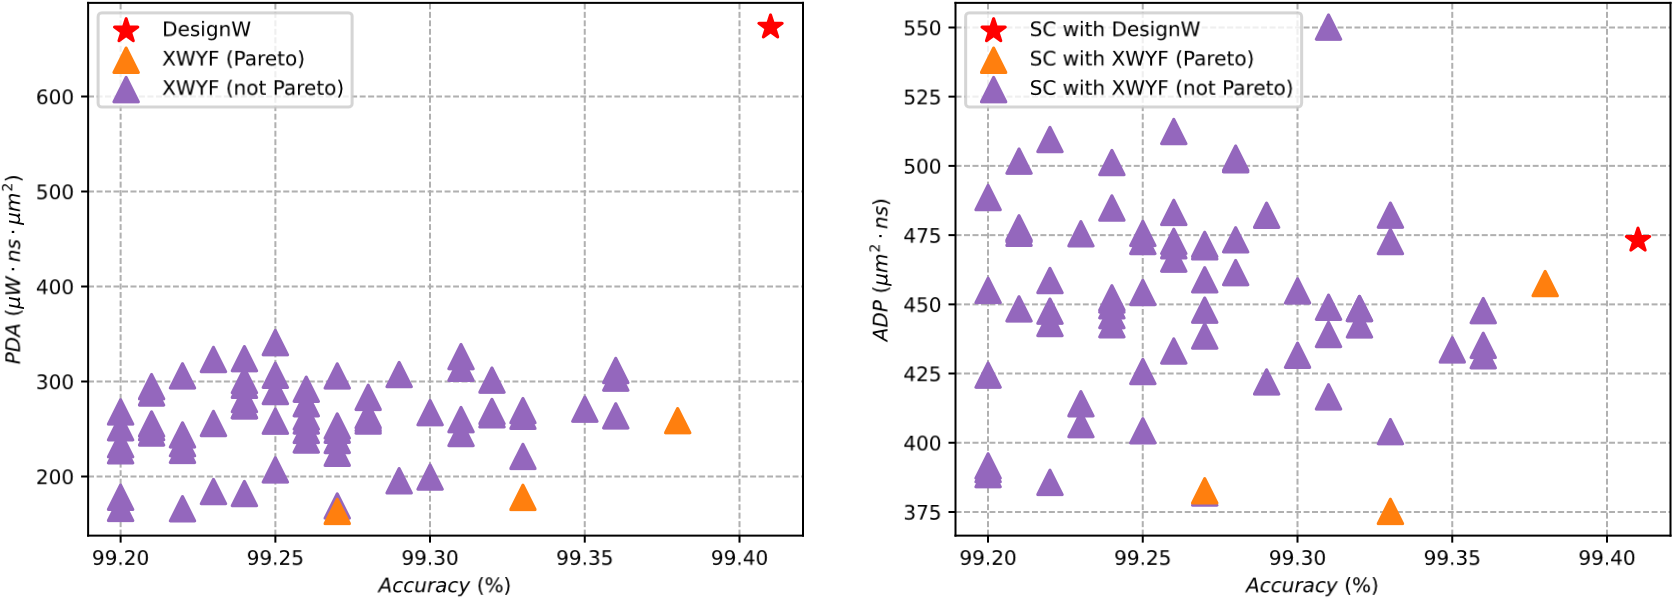 DesignW
XWYF (Pareto)
XWYF (not Pareto)
600
500
400
300
200
PDA (μW · ns · μm²)
99.20 99.25 99.30 99.35 99.40
Accuracy (%)
SC with DesignW
SC with XWYF (Pareto)
SC with XWYF (not Pareto)
550
525
500
475
450
425
400
375
ADP (μm² · ns)
99.20 99.25 99.30 99.35 99.40
Accuracy (%)